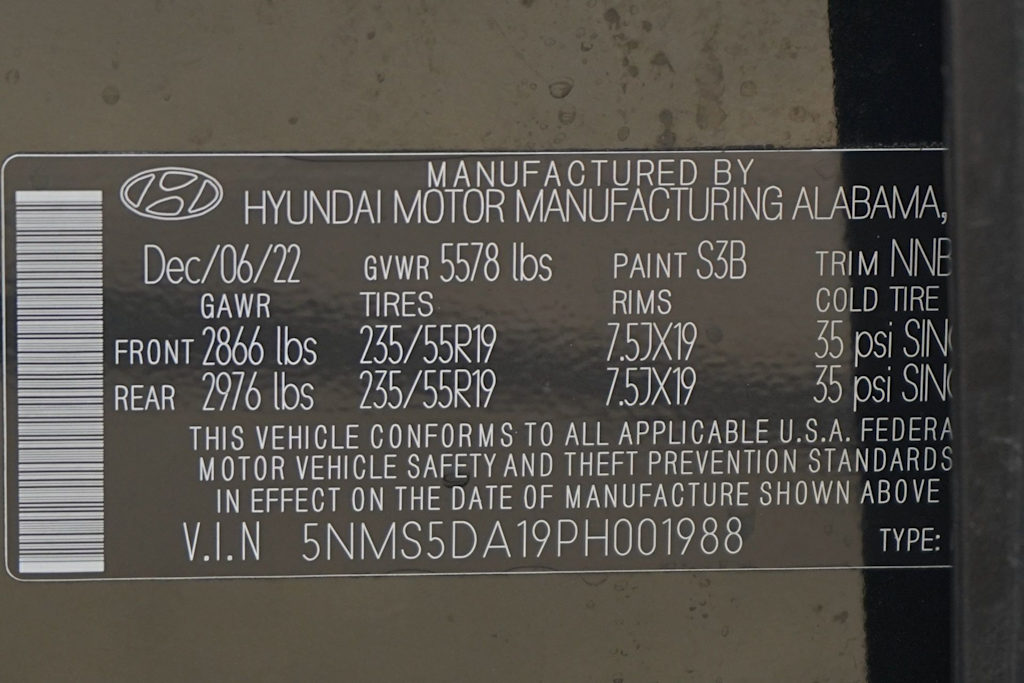 MANUFACTURED BY
HYUNDAI MOTOR MANUFACTURING ALABAMA,
Dec/06/22 GVWR 5578 lbs PAINT S3B TRIM NNB
GAWR TIRES RIMS COLD TIRE
FRONT 2866 lbs 235/55R19 7.5JX19 35 psi SIN
REAR 2976 lbs 235/55R19 7.5JX19 35 psi SIN
THIS VEHICLE CONFORMS TO ALL APPLICABLE U.S.A. FEDERA
MOTOR VEHICLE SAFETY AND THEFT PREVENTION STANDARDS
IN EFFECT ON THE DATE OF MANUFACTURE SHOWN ABOVE
V.I.N 5NMS5DA19PH001988 TYPE: